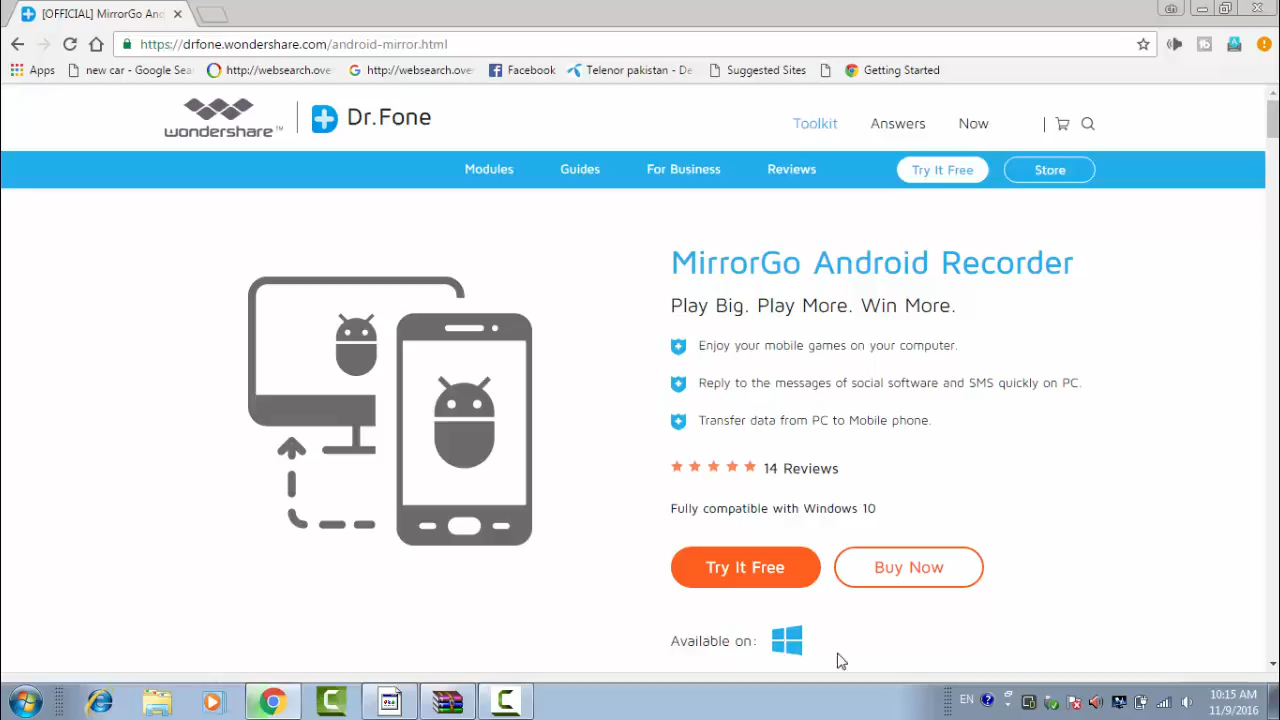 [OFFICIAL] MirrorGo And
https://drfone.wondershare.com/android-mirror.html
Apps
new car - Google Sea
http://websearch.ove
http://websearch.ove
Facebook
Telenor pakistan - De
Suggested Sites
Getting Started
wondershare™
Dr.Fone
Toolkit
Answers
Now
Modules
Guides
For Business
Reviews
Try It Free
Store
MirrorGo Android Recorder
Play Big. Play More. Win More.
Enjoy your mobile games on your computer.
Reply to the messages of social software and SMS quickly on PC.
Transfer data from PC to Mobile phone.
14 Reviews
Fully compatible with Windows 10
Try It Free
Buy Now
Available on:
EN
10:15 AM
11/9/2016